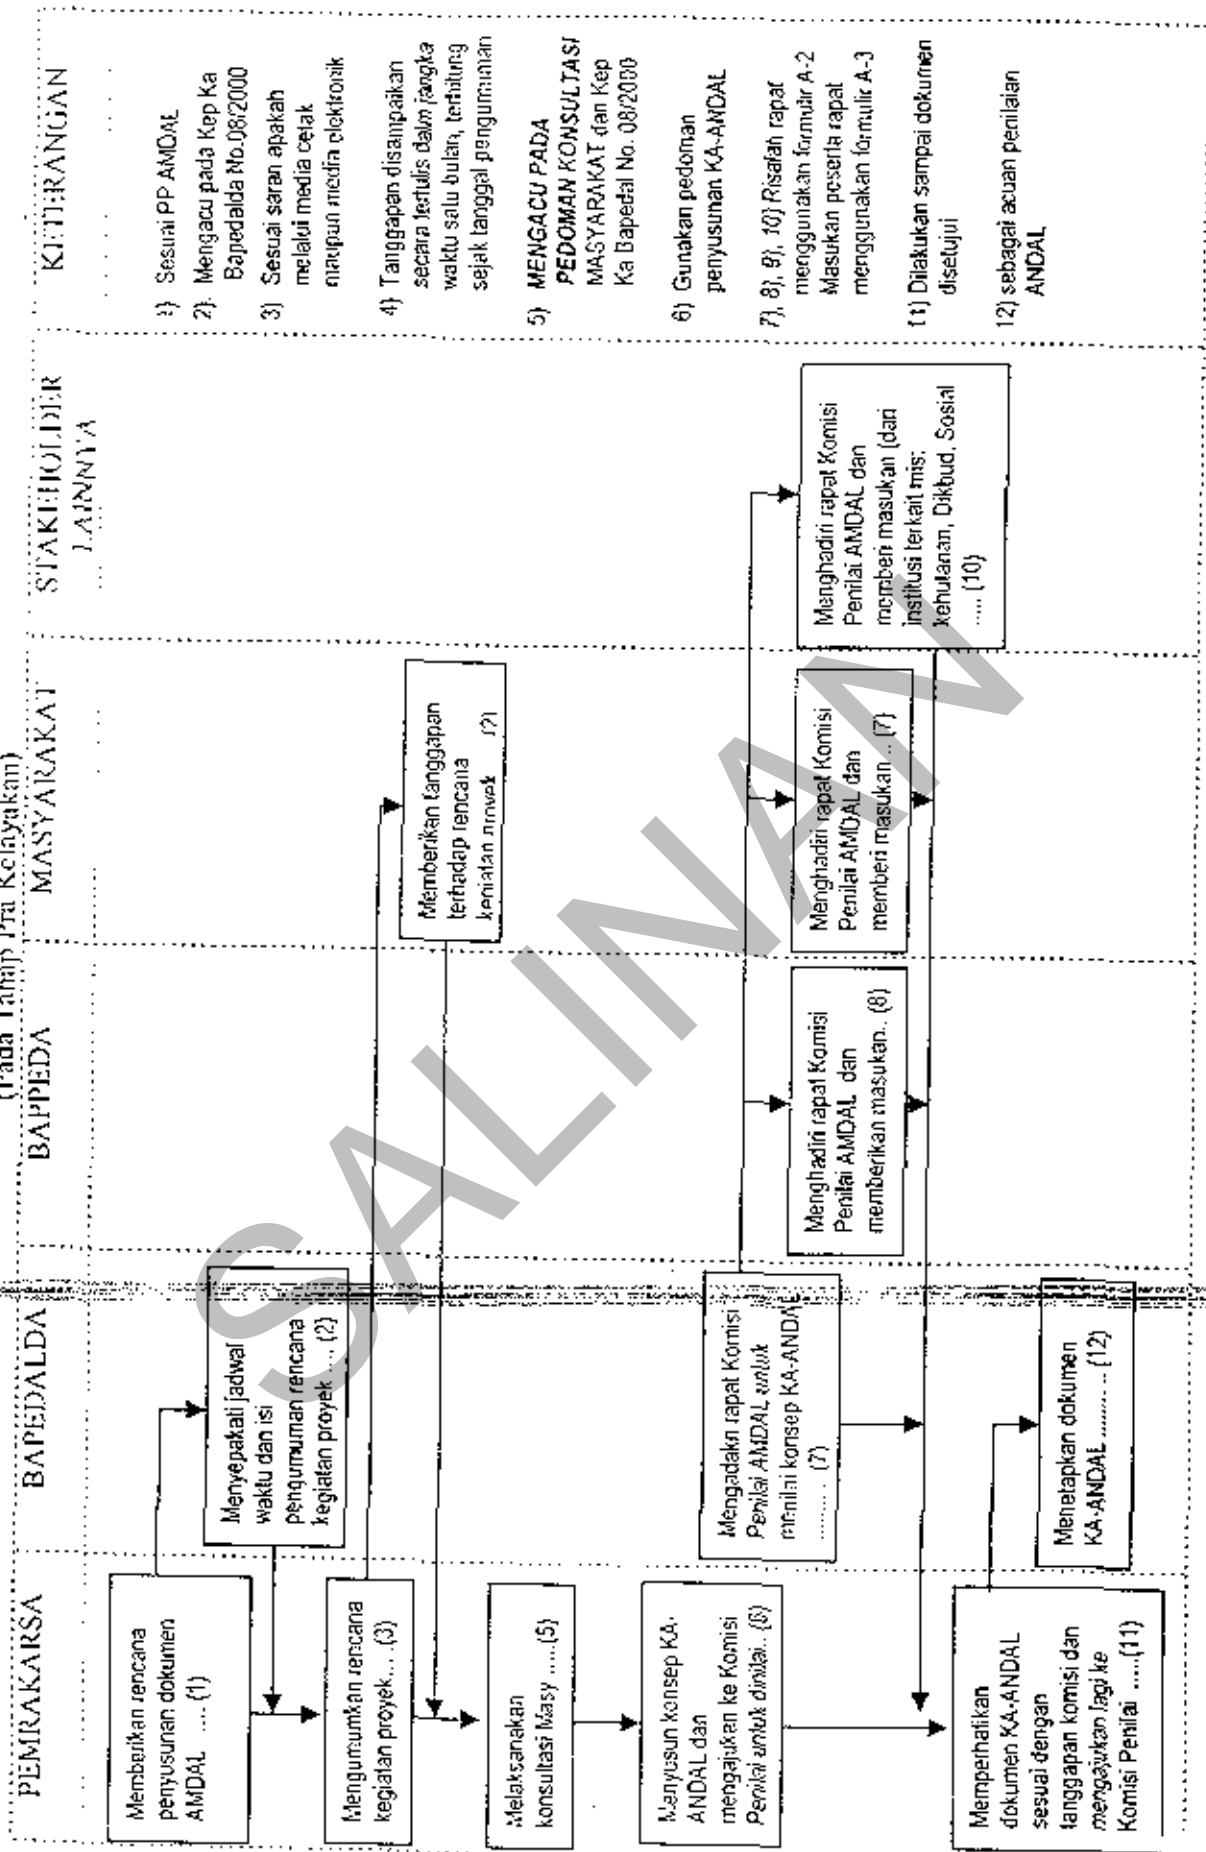 (Pada Tahap Pra Kelayakan)
PEMRAKARSA
BAPEDALDA
BAPPEDA
MASYARAKAT
STAKEHOLDER
LAINNYA
KETERANGAN
Memberikan rencana
penyusunan dokumen
AMDAL .... (1)
Menyepakati jadwal
waktu dan isi
pengumuman rencana
kegiatan proyek .... (2)
Mengumumkan rencana
kegiatan proyek.... (3)
Memberikan tanggapan
terhadap rencana
kegiatan proyek
Melaksanakan
konsultasi Masy .....(5)
Menyusun konsep KA-
ANDAL dan
mengajukan ke Komisi
Penilai untuk dinilai.. (6)
Mengadakn rapat Komisi
Penilai AMDAL untuk
menilai konsep KA-ANDAL
......... (7)
Menghadiri rapat Komisi
Penilai AMDAL dan
memberikan masukan.. (8)
Menghadiri rapat Komisi
Penilai AMDAL dan
memberi masukan .. (7)
Menghadiri rapat Komisi
Penilai AMDAL dan
memberi masukan (dari
institusi terkait mis:
kehutanan, Dikbud, Sosial
..... (10)
Memperhatikan
dokumen KA-ANDAL
sesuai dengan
tanggapan komisi dan
mengajukan lagi ke
Komisi Penilai .....(11)
Menetapkan dokumen
KA-ANDAL ............ (12)
1) Sesuai PP AMDAL
2). Mengacu pada Kep Ka
Bapedalda No.08/2000
3) Sesuai saran apakah
melalui media cetak
maupun media elektronik
4) Tanggapan disampaikan
secara tertulis dalm jangka
waktu satu bulan, terhitung
sejak tanggal pengumuman
5) MENGACU PADA
PEDOMAN KONSULTASI
MASYARAKAT dan Kep
Ka Bapedal No. 08/2000
6) Gunakan pedoman
penyusunan KA-ANDAL
7), 8), 9), 10) Risalah rapat
menggunakan formulir A-2
Masukan peserta rapat
menggunakan formulir A-3
11) Dilakukan sampai dokumen
disetujui
12) sebagai acuan penilaian
ANDAL
SALINAN